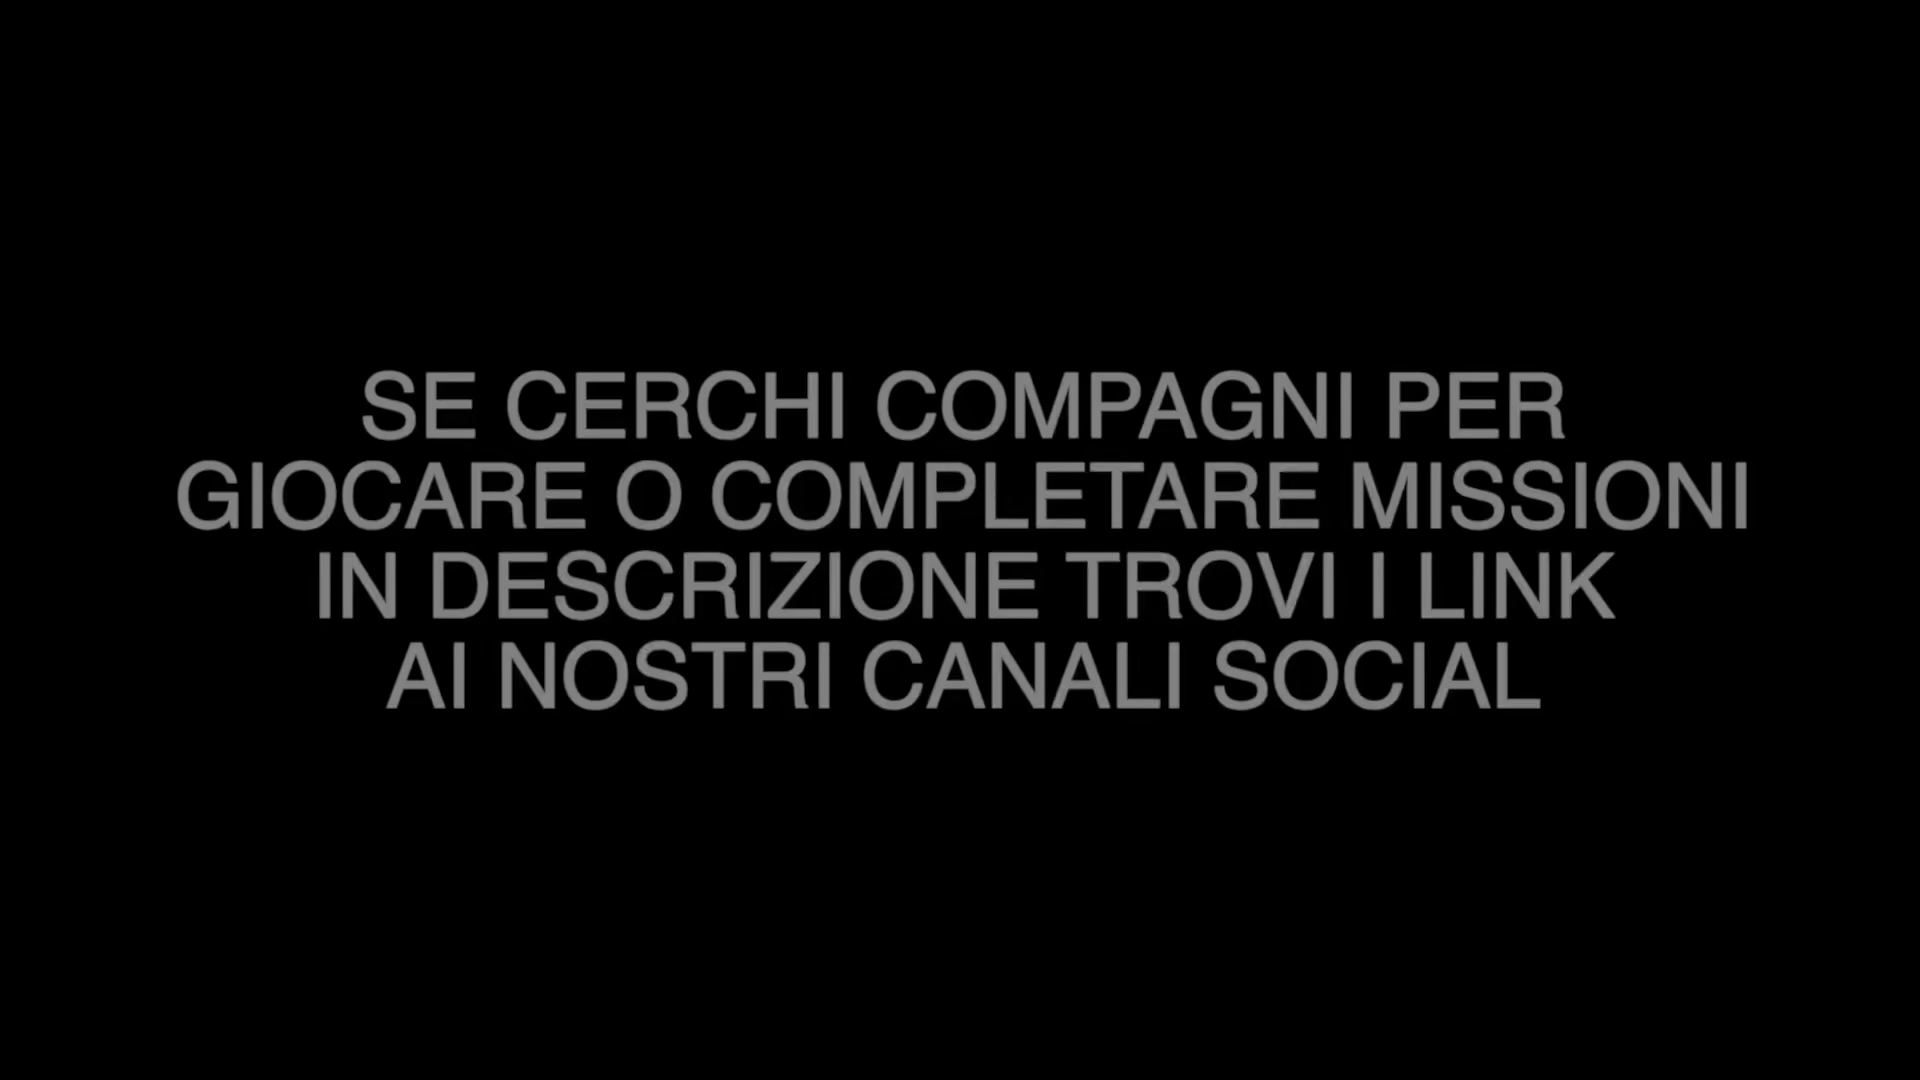 SE CERCHI COMPAGNI PER
GIOCARE O COMPLETARE MISSIONI
IN DESCRIZIONE TROVI I LINK
AI NOSTRI CANALI SOCIAL